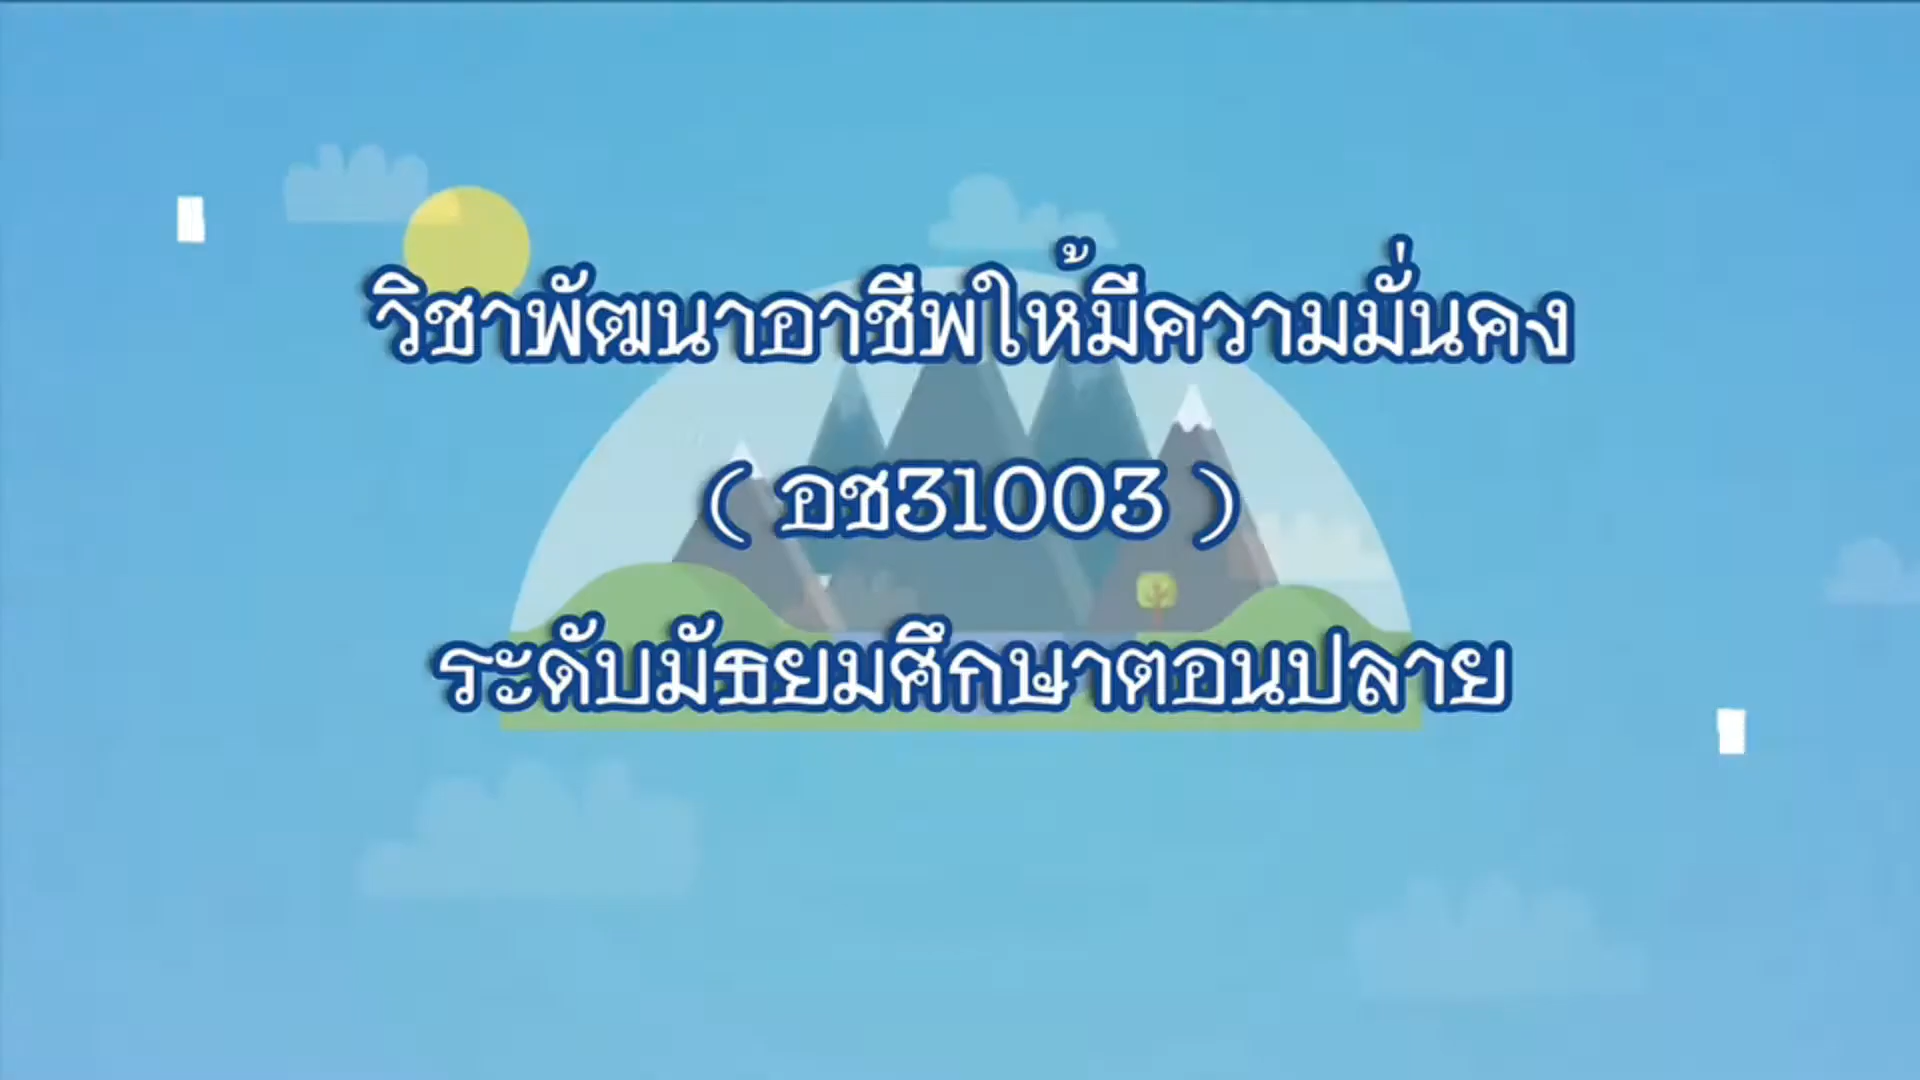 วิชาพัฒนาอาชีพให้มีความมั่นคง
( อช31003 )
ระดับมัธยมศึกษาตอนปลาย